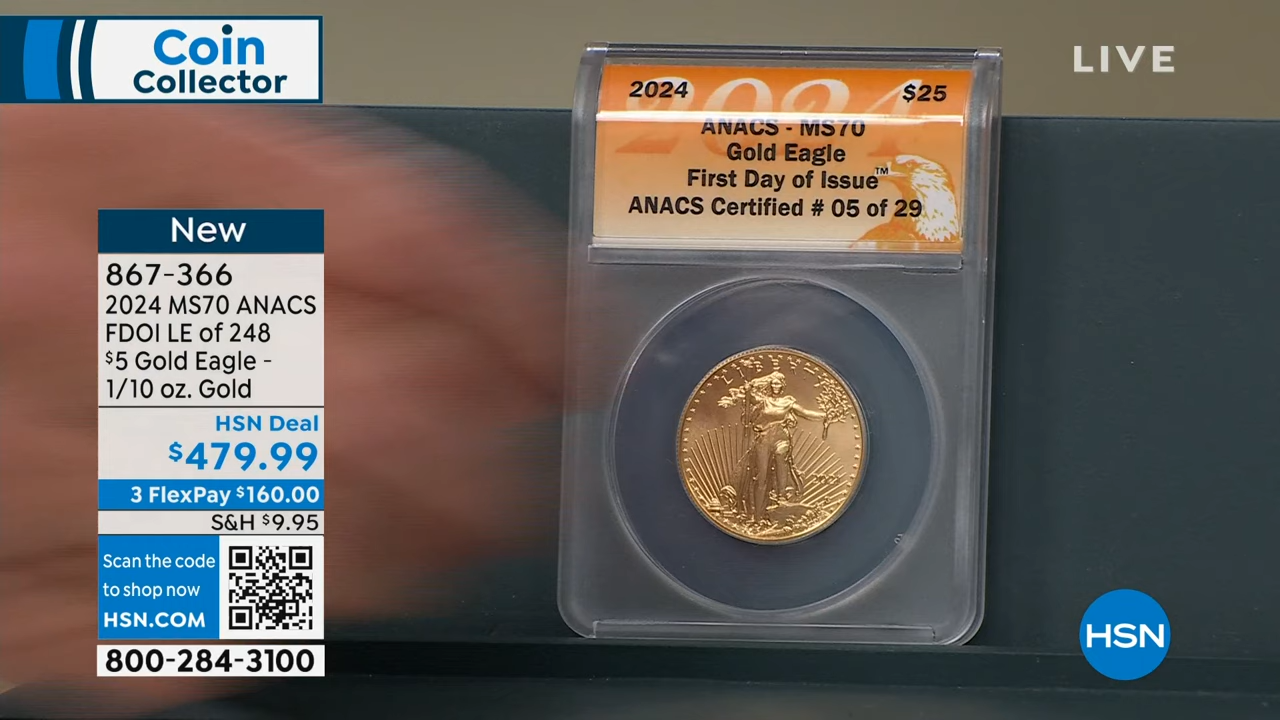 Coin
Collector
LIVE
2024 $25
ANACS - MS70
Gold Eagle
First Day of Issue™
ANACS Certified # 05 of 29
LIBERTY
New
867-366
2024 MS70 ANACS
FDOI LE of 248
$5 Gold Eagle -
1/10 oz. Gold
HSN Deal
$479.99
3 FlexPay $160.00
S&H $9.95
Scan the code
to shop now
HSN.COM
800-284-3100
HSN